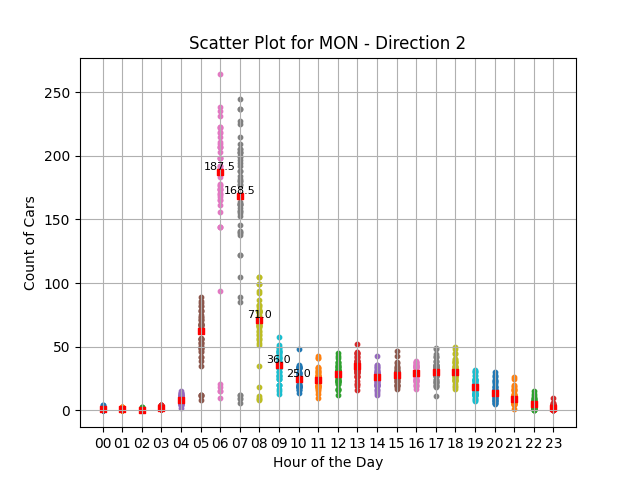 Scatter Plot for MON - Direction 2
Count of Cars
250
200
150
100
50
0
187.5
168.5
71.0
36.0
25.0
00 01 02 03 04 05 06 07 08 09 10 11 12 13 14 15 16 17 18 19 20 21 22 23
Hour of the Day